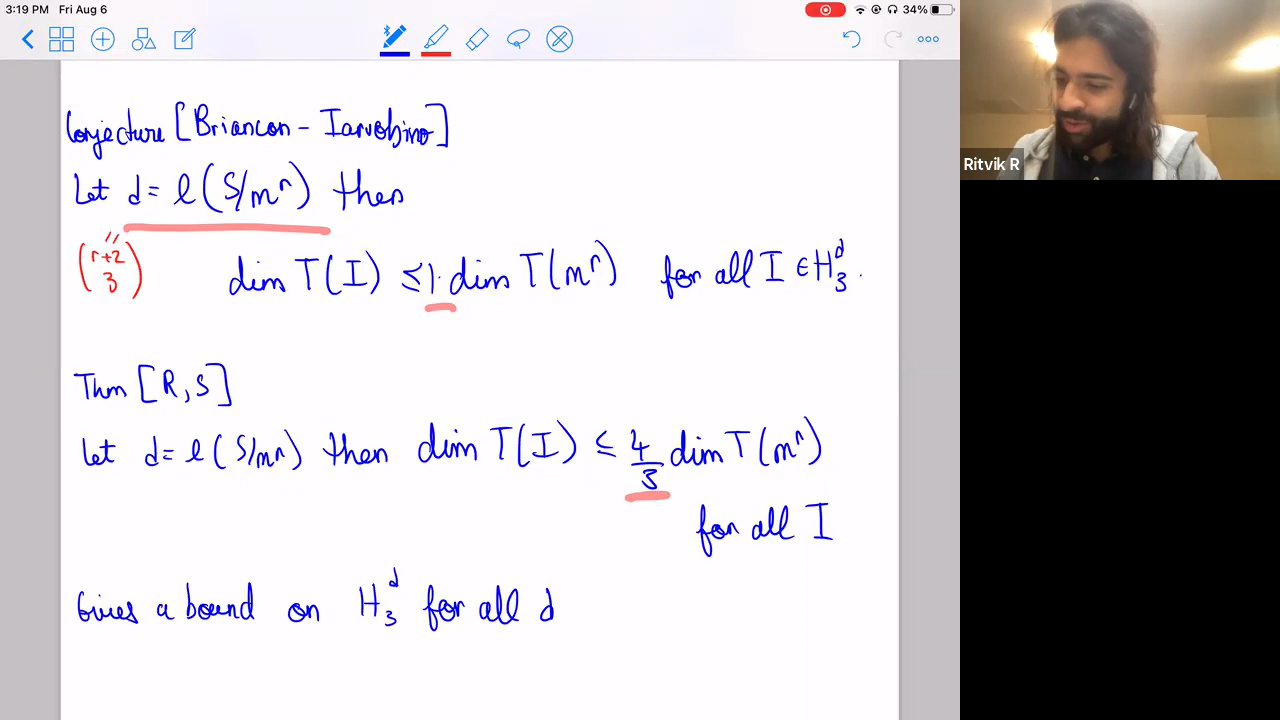 3:19 PM Fri Aug 6
34%
Conjecture [Briancon - Iarrobino]
Let d = l(S/m^r) then
(r+2 3)
dim T(I) ≤ 1. dim T(m^r) for all I ∈ H_3^d.
Thm [R, S]
Let d = l(S/m^r) then dim T(I) ≤ 4/3 dim T(m^r)
for all I
Gives a bound on H_3^d for all d
Ritvik R